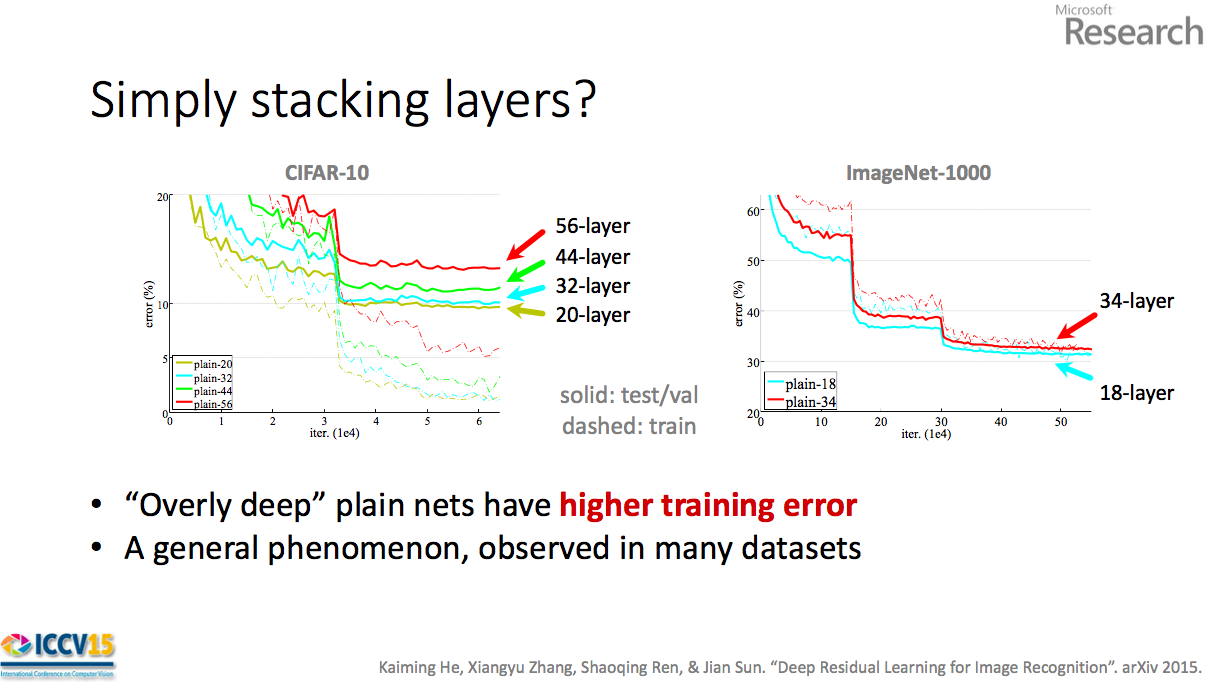 Microsoft
Research
Simply stacking layers?
CIFAR-10
20
10
5
0
error (%)
plain-20
plain-32
plain-44
plain-56
0 1 2 3 4 5 6
iter. (1e4)
56-layer
44-layer
32-layer
20-layer
solid: test/val
dashed: train
ImageNet-1000
60
50
40
30
20
error (%)
plain-18
plain-34
0 10 20 30 40 50
iter. (1e4)
34-layer
18-layer
• “Overly deep” plain nets have higher training error
• A general phenomenon, observed in many datasets
ICCV15
International Conference on Computer Vision
Kaiming He, Xiangyu Zhang, Shaoqing Ren, & Jian Sun. “Deep Residual Learning for Image Recognition”. arXiv 2015.